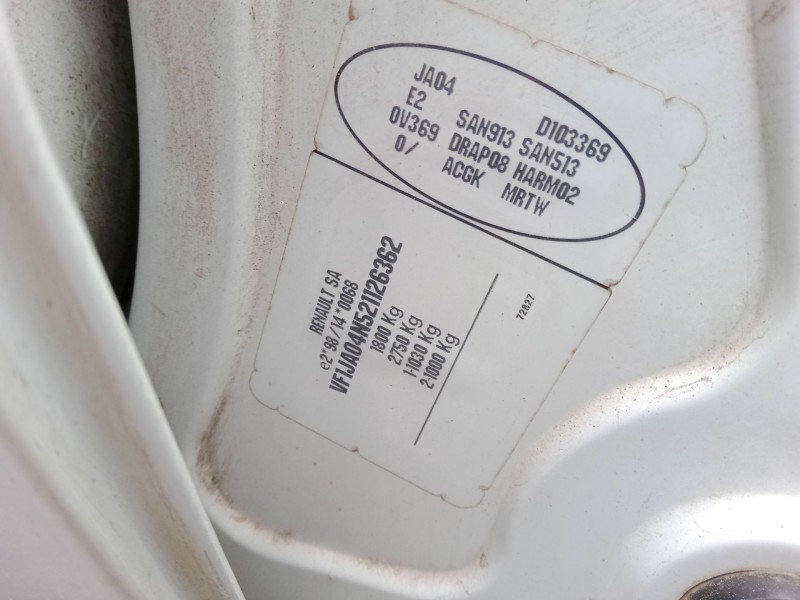 JA04 D103369
E2 SAN913 SAN513
0V369 DRAP08 HARM02
0/ ACGK MRTW
RENAULT SA
e2*98/14*0068
VF1JA04N521126362
1800 Kg
2750 Kg
1-1030 Kg
2-1000 Kg
72827